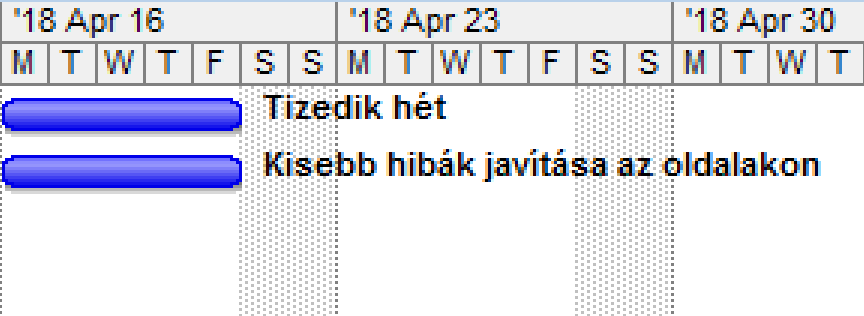 '18 Apr 16 '18 Apr 23 '18 Apr 30
M T W T F S S M T W T F S S M T W T
Tizedik hét
Kisebb hibák javítása az oldalakon